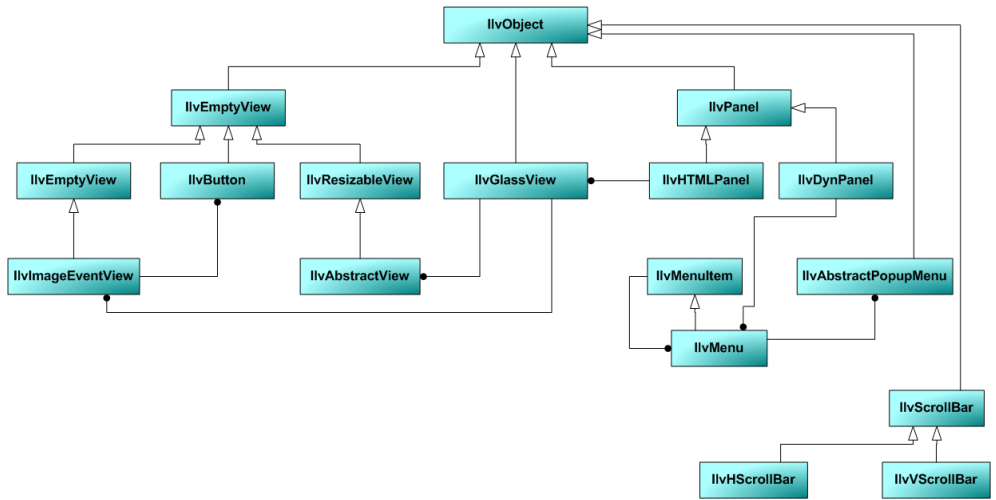 IlvObject
IlvEmptyView
IlvPanel
IlvEmptyView
IlvButton
IlvResizableView
IlvGlassView
IlvHTMLPanel
IlvDynPanel
IlvImageEventView
IlvAbstractView
IlvMenuItem
IlvAbstractPopupMenu
IlvMenu
IlvScrollBar
IlvHScrollBar
IlvVScrollBar